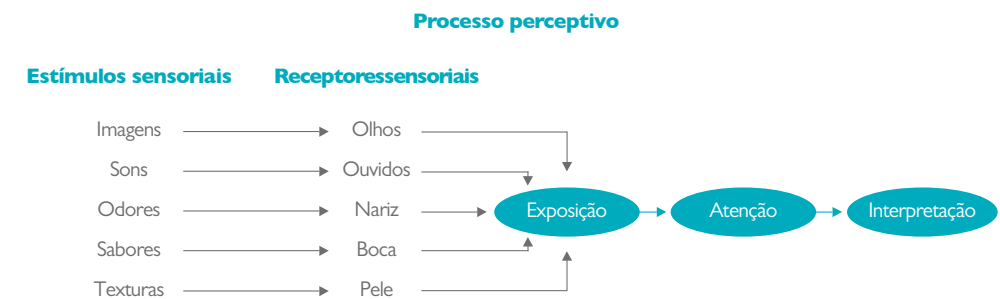 Processo perceptivo
Estímulos sensoriais Receptoressensoriais
Imagens Olhos
Sons Ouvidos
Odores Nariz Exposição Atenção Interpretação
Sabores Boca
Texturas Pele